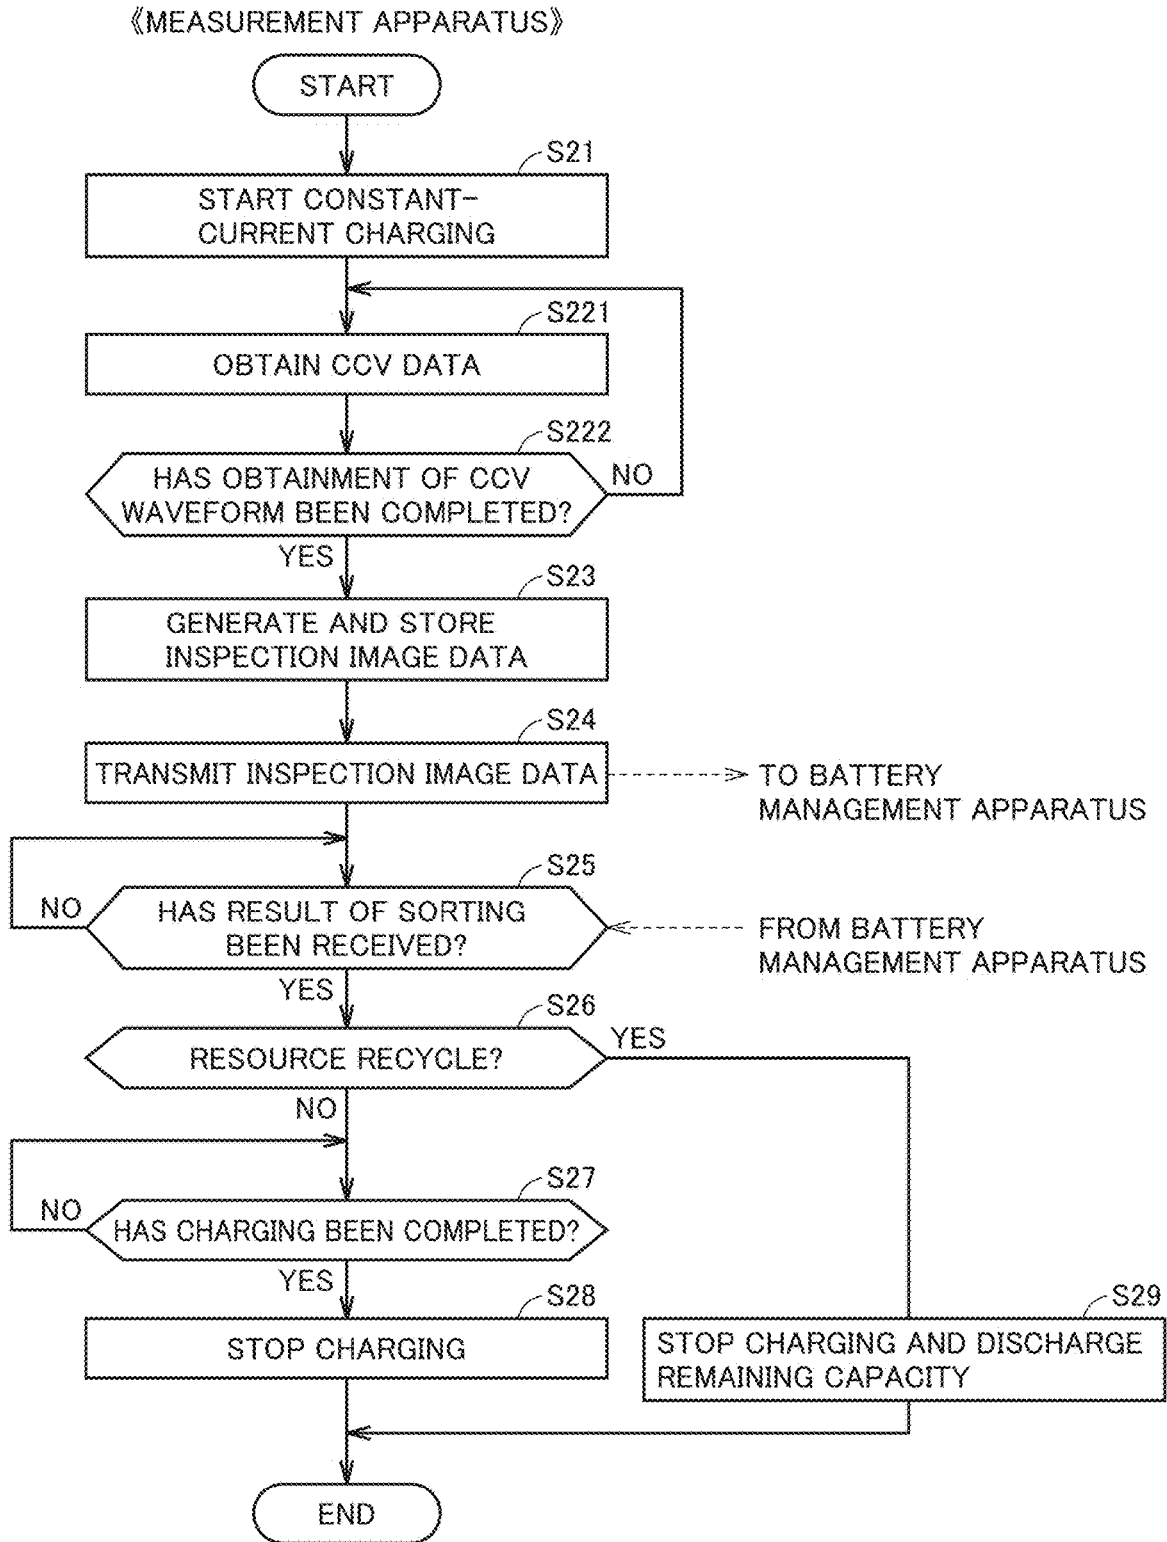 《MEASUREMENT APPARATUS》
START
S21
START CONSTANT-
CURRENT CHARGING
S221
OBTAIN CCV DATA
S222
HAS OBTAINMENT OF CCV
WAVEFORM BEEN COMPLETED?
NO
YES
S23
GENERATE AND STORE
INSPECTION IMAGE DATA
S24
TRANSMIT INSPECTION IMAGE DATA
TO BATTERY
MANAGEMENT APPARATUS
S25
NO
HAS RESULT OF SORTING
BEEN RECEIVED?
FROM BATTERY
MANAGEMENT APPARATUS
YES
S26
RESOURCE RECYCLE?
YES
NO
S27
NO
HAS CHARGING BEEN COMPLETED?
YES
S28
STOP CHARGING
S29
STOP CHARGING AND DISCHARGE
REMAINING CAPACITY
END